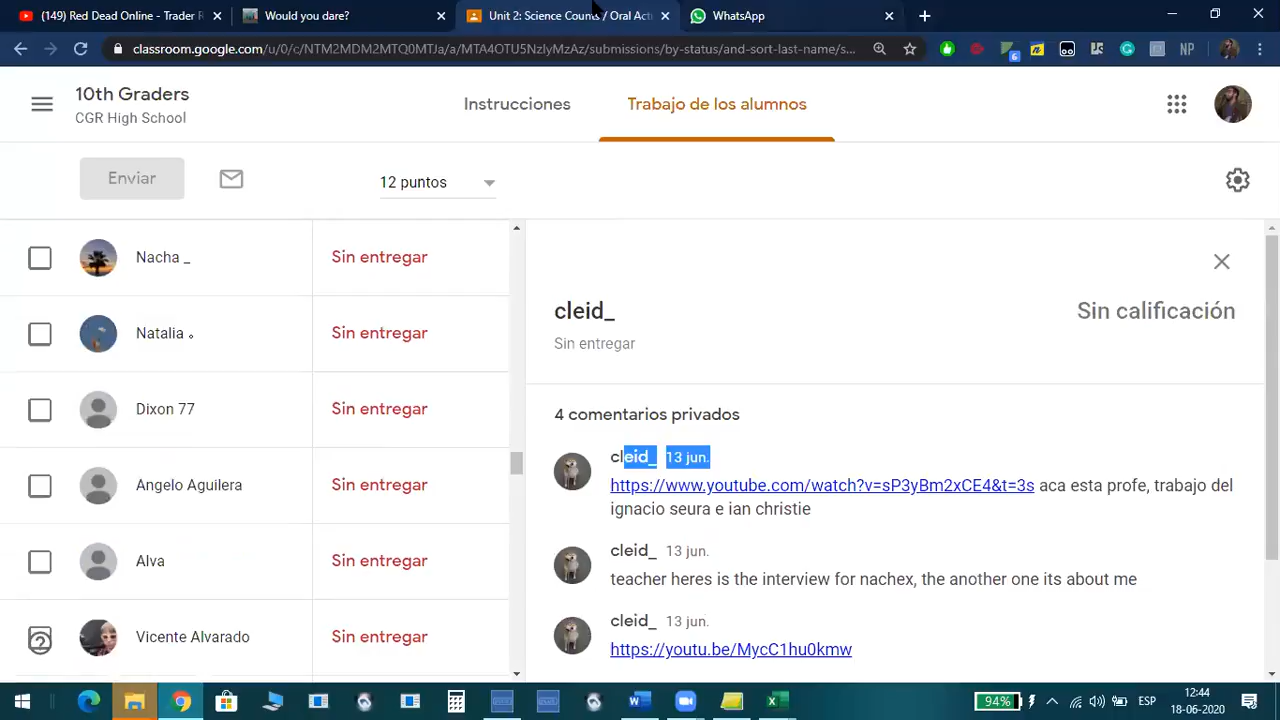 (149) Red Dead Online - Trader R
Would you dare?
Unit 2: Science Counts / Oral Acti
WhatsApp
classroom.google.com/u/0/c/NTM2MDM2MTQ0MTJa/a/MTA4OTU5NzIyMzAz/submissions/by-status/and-sort-last-name/s...
6
NP
10th Graders
CGR High School
Instrucciones
Trabajo de los alumnos
Enviar
12 puntos
Nacha _
Sin entregar
Natalia 。
Sin entregar
Dixon 77
Sin entregar
Angelo Aguilera
Sin entregar
Alva
Sin entregar
Vicente Alvarado
Sin entregar
cleid_
Sin calificación
Sin entregar
4 comentarios privados
cleid_ 13 jun.
https://www.youtube.com/watch?v=sP3yBm2xCE4&t=3s aca esta profe, trabajo del
ignacio seura e ian christie
cleid_ 13 jun.
teacher heres is the interview for nachex, the another one its about me
cleid_ 13 jun.
https://youtu.be/MycC1hu0kmw
94%
ESP
12:44
18-06-2020